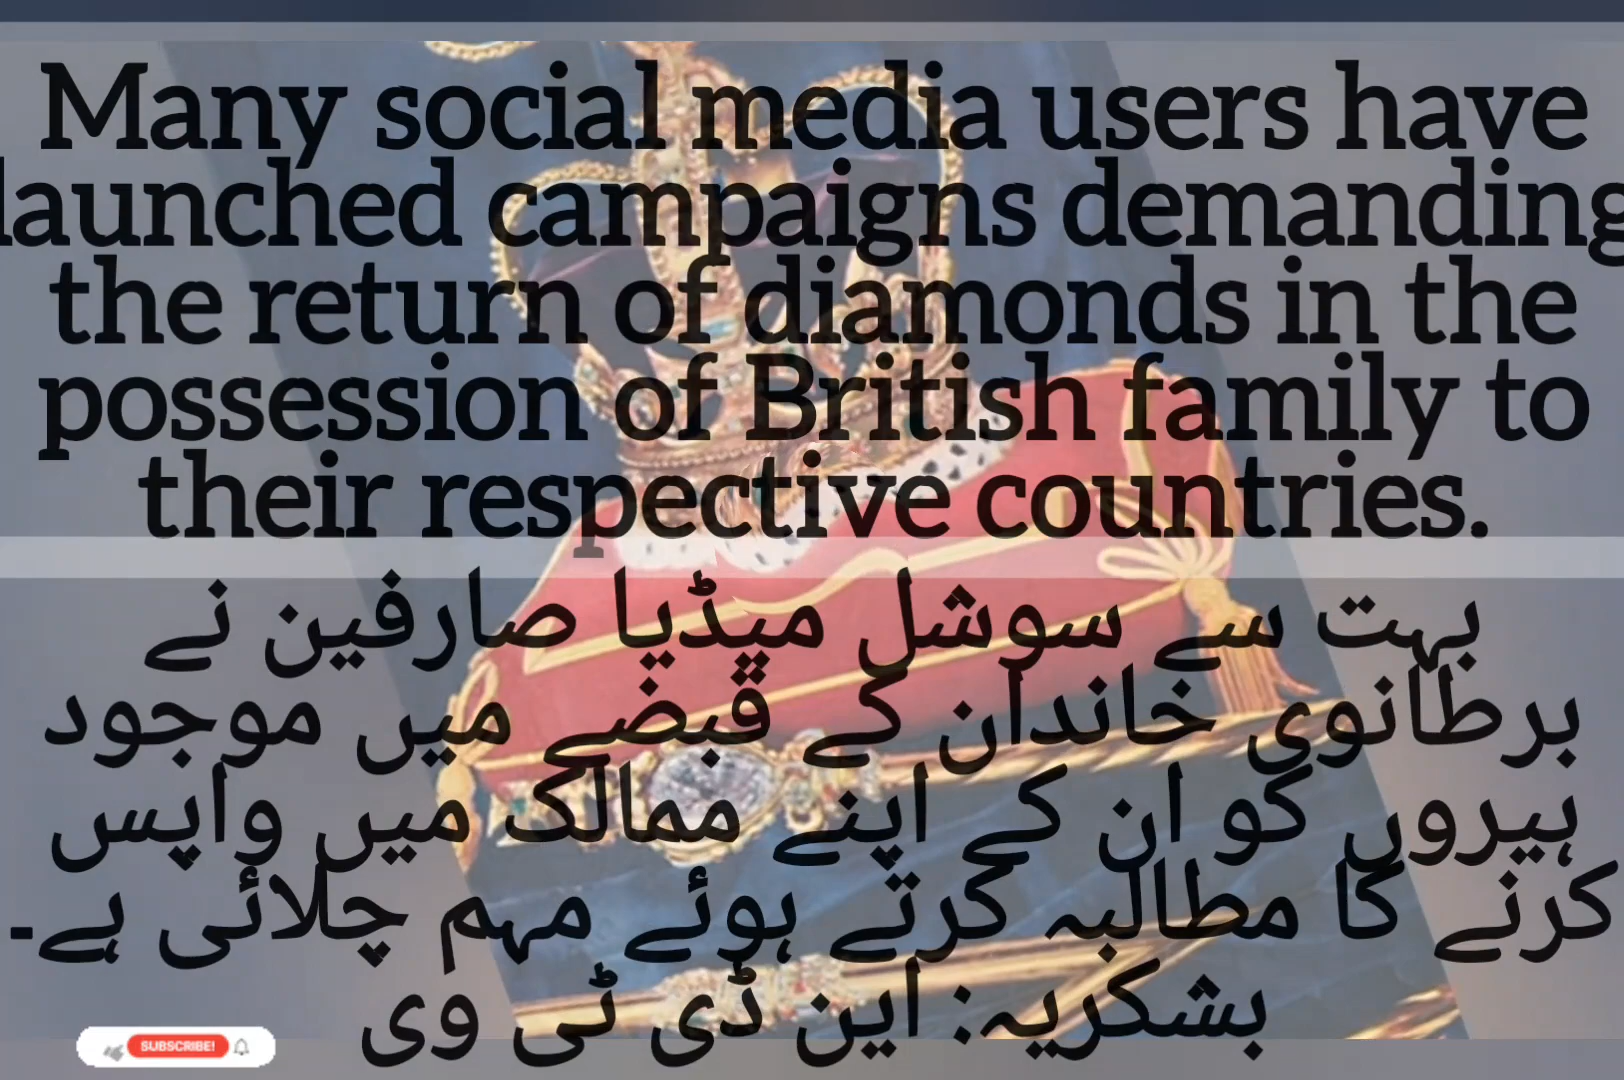 Many social media users have
launched campaigns demanding
the return of diamonds in the
possession of British family to
their respective countries.
بہت سے سوشل میڈیا صارفین نے
برطانوی خاندان کے قبضے میں موجود
ہیروں کو ان کے اپنے ممالک میں واپس
کرنے کا مطالبہ کرتے ہوئے مہم چلائی ہے۔
بشکریہ: این ڈی ٹی وی
SUBSCRIBE!